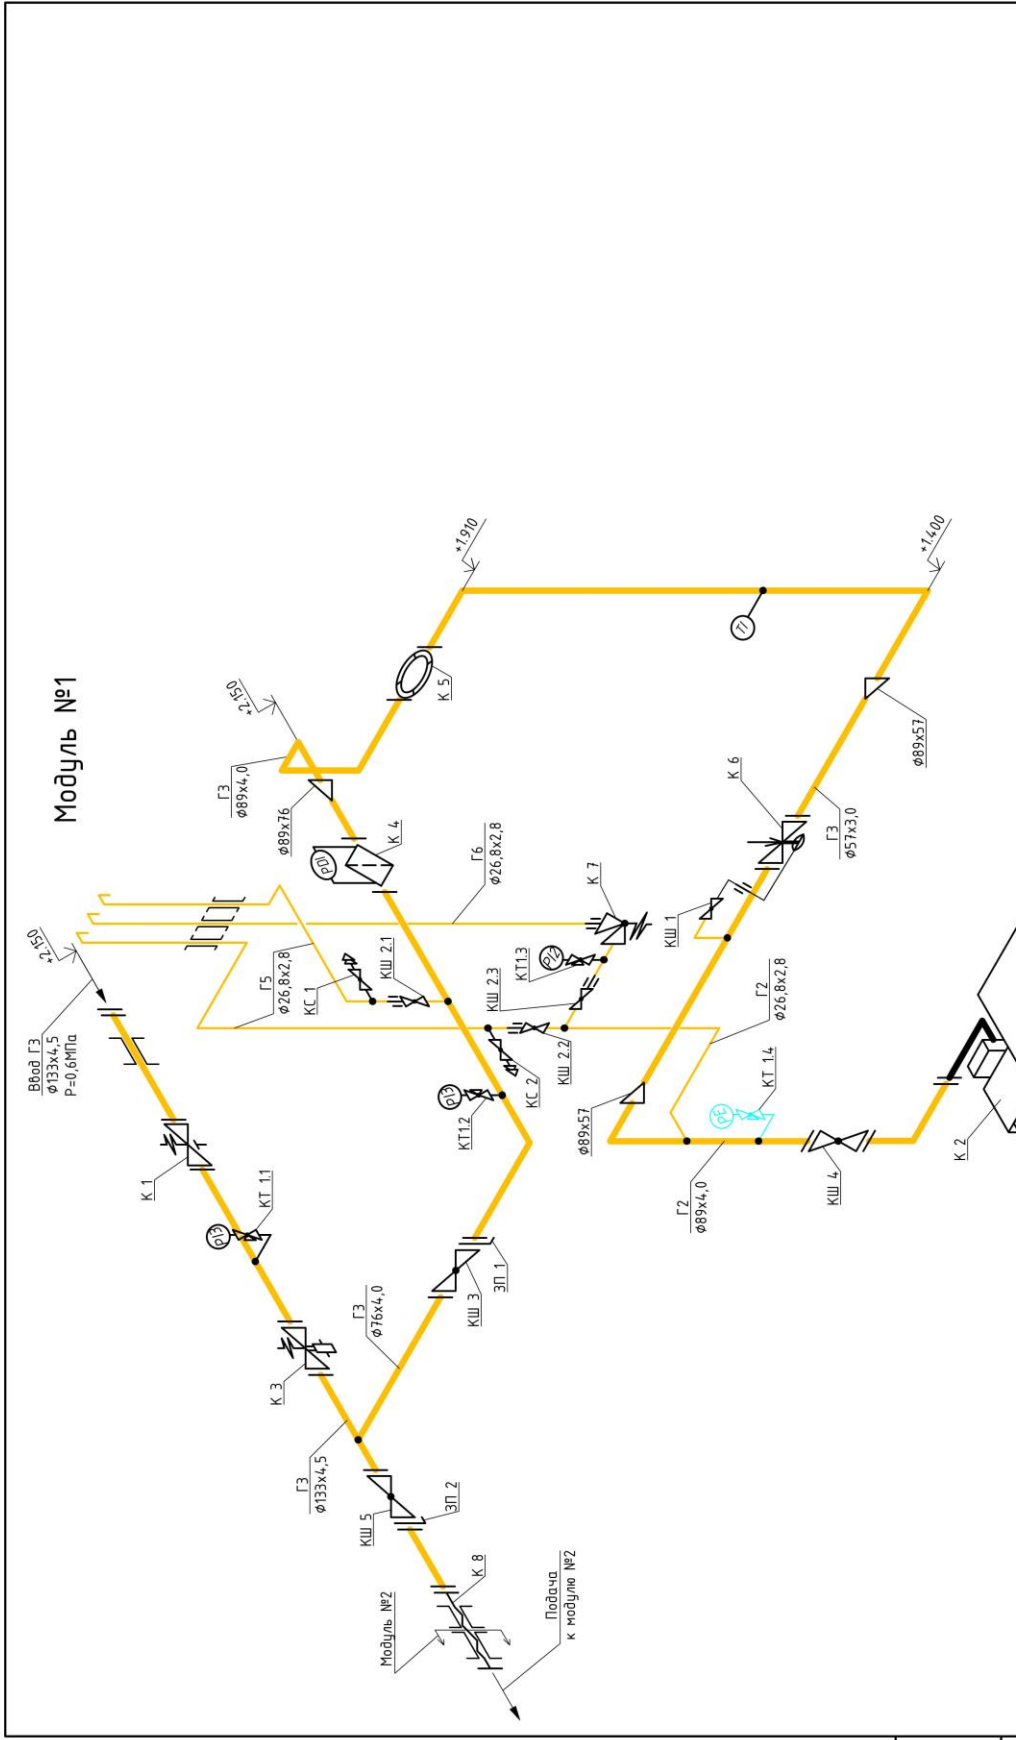 Модуль №1
+2.150
Ввод Г3
ф133х4,5
Р=0,6МПа
К 1
PI3
КТ 1.1
К 3
Г3
ф133х4,5
КШ 5
ЗП 2
К 8
Модуль №2
Подача
к модулю №2
Г3
ф76х4,0
КШ 3
ЗП 1
PI3
КТ1.2
КС 2
КШ 2.2
КС 1
КШ 2.1
Г5
ф26,8х2,8
Г6
ф26,8х2,8
PDI
К 4
ф89х76
Г3
ф89х4,0
+2.150
К 5
+1.910
TI
+1.400
ф89х57
Г3
ф57х3,0
К 6
КШ 1
К 7
PI2
КТ1.3
КШ 2.3
Г2
ф26,8х2,8
ф89х57
PE
КТ 1.4
Г2
ф89х4,0
КШ 4
К 2